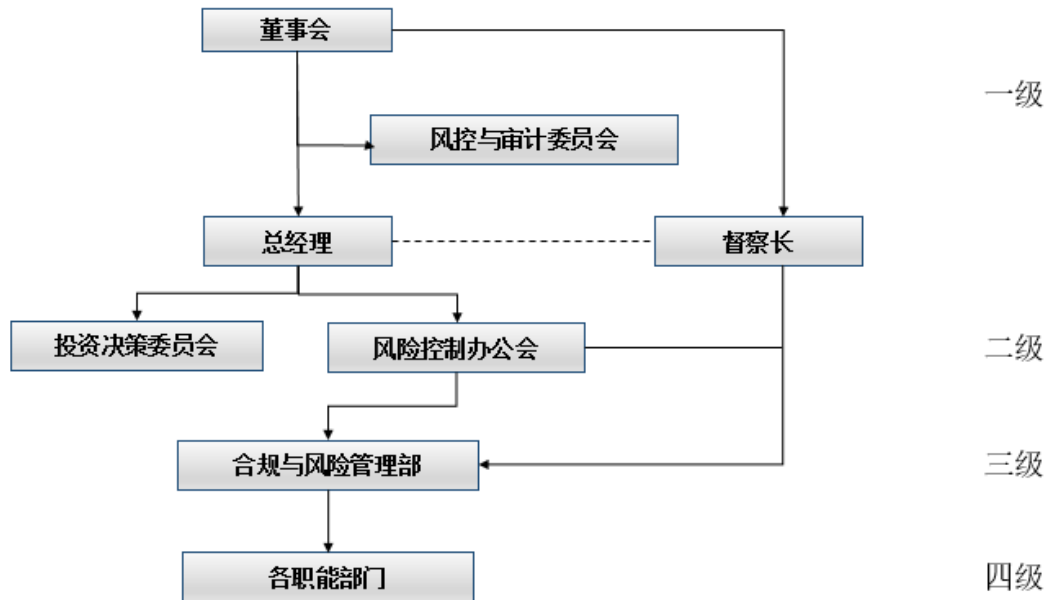 董事会
一级
风控与审计委员会
总经理
督察长
投资决策委员会
风险控制办公会
二级
合规与风险管理部
三级
各职能部门
四级